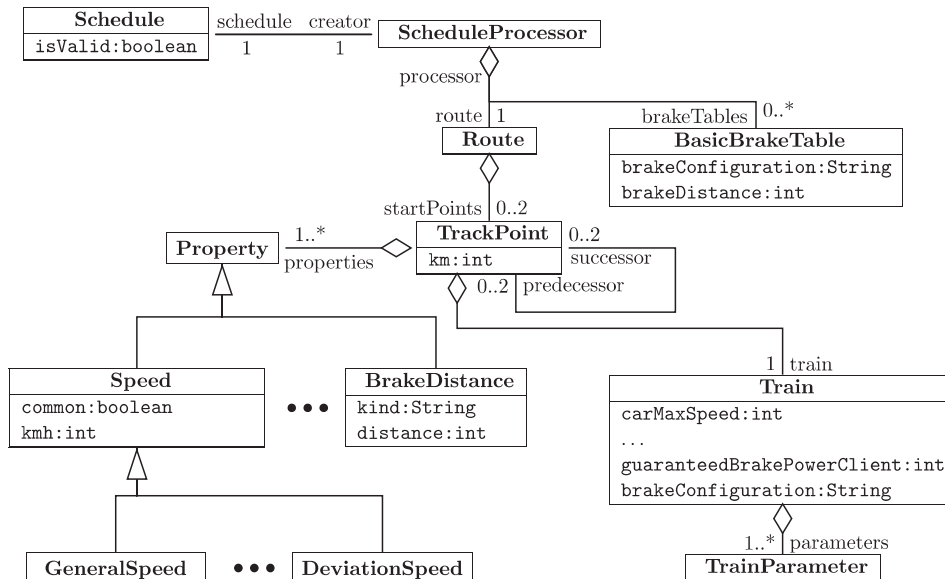 Schedule
isValid:boolean
schedule creator
1 1
ScheduleProcessor
processor
route 1
brakeTables 0..*
Route
BasicBrakeTable
brakeConfiguration:String
brakeDistance:int
startPoints 0..2
Property
1..*
properties
TrackPoint
km:int
0..2
successor
0..2 predecessor
1 train
Speed
common:boolean
kmh:int
BrakeDistance
kind:String
distance:int
Train
carMaxSpeed:int
...
guaranteedBrakePowerClient:int
brakeConfiguration:String
1..* parameters
GeneralSpeed
DeviationSpeed
TrainParameter